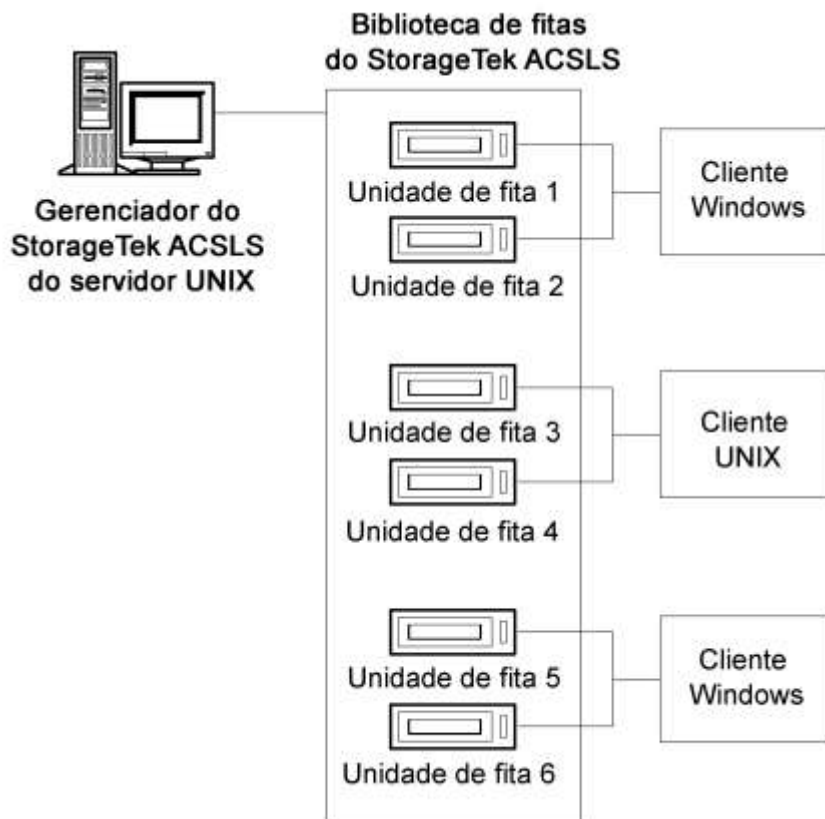 Biblioteca de fitas
do StorageTek ACSLS
Gerenciador do
StorageTek ACSLS
do servidor UNIX
Unidade de fita 1
Unidade de fita 2
Cliente
Windows
Unidade de fita 3
Unidade de fita 4
Cliente
UNIX
Unidade de fita 5
Unidade de fita 6
Cliente
Windows